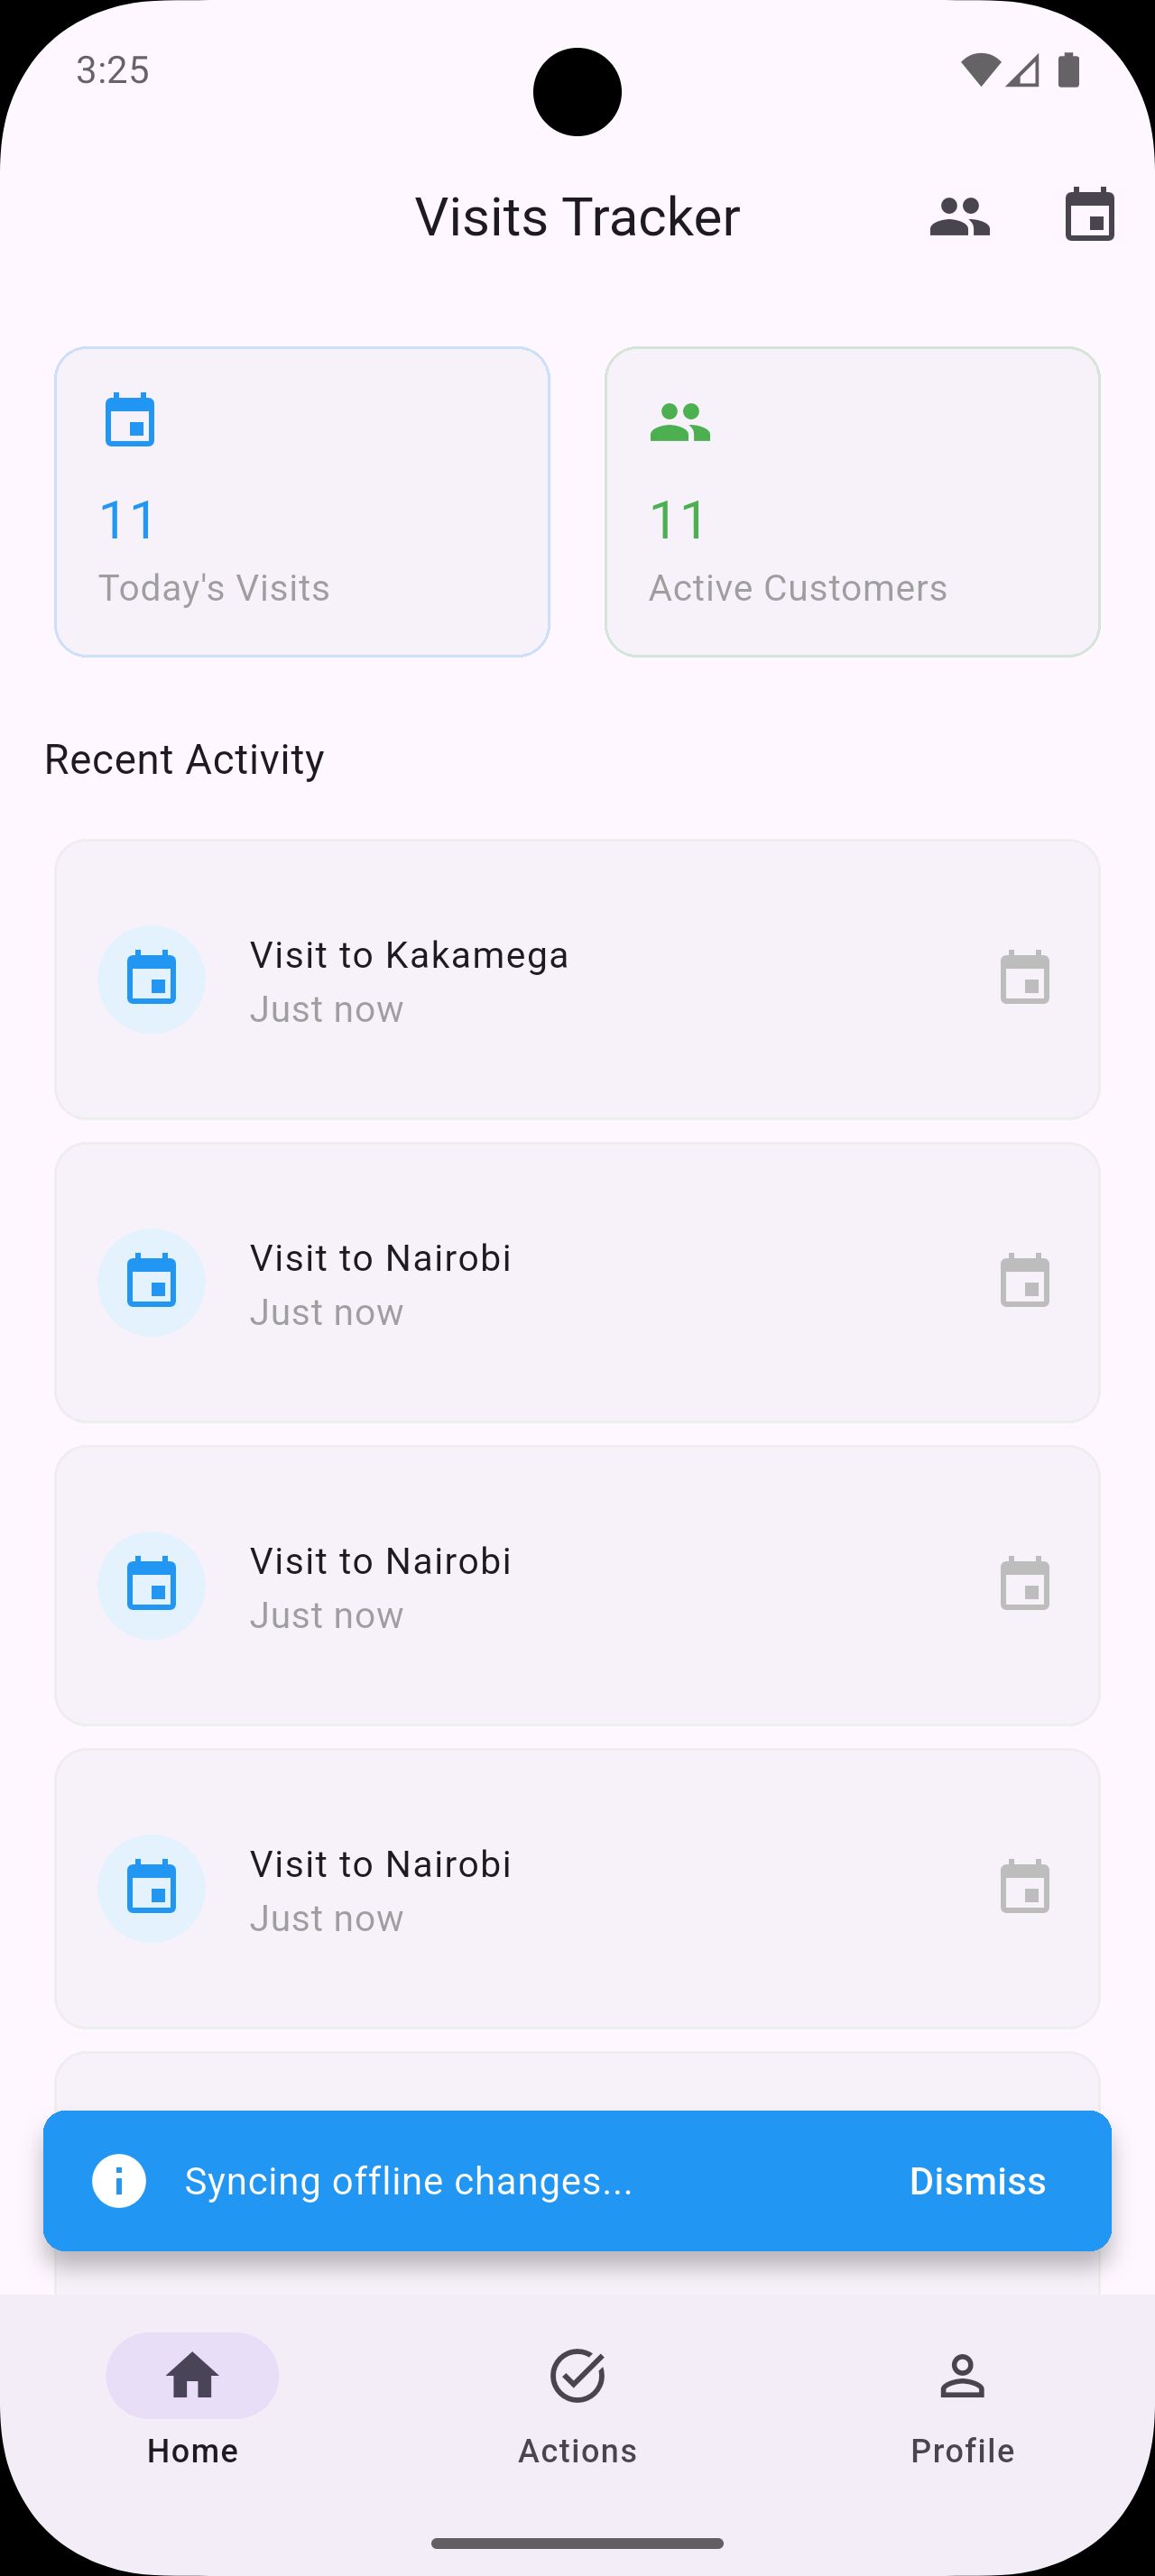 3:25
Visits Tracker
11
Today's Visits
11
Active Customers
Recent Activity
Visit to Kakamega
Just now
Visit to Nairobi
Just now
Visit to Nairobi
Just now
Visit to Nairobi
Just now
Syncing offline changes...
Dismiss
Home
Actions
Profile